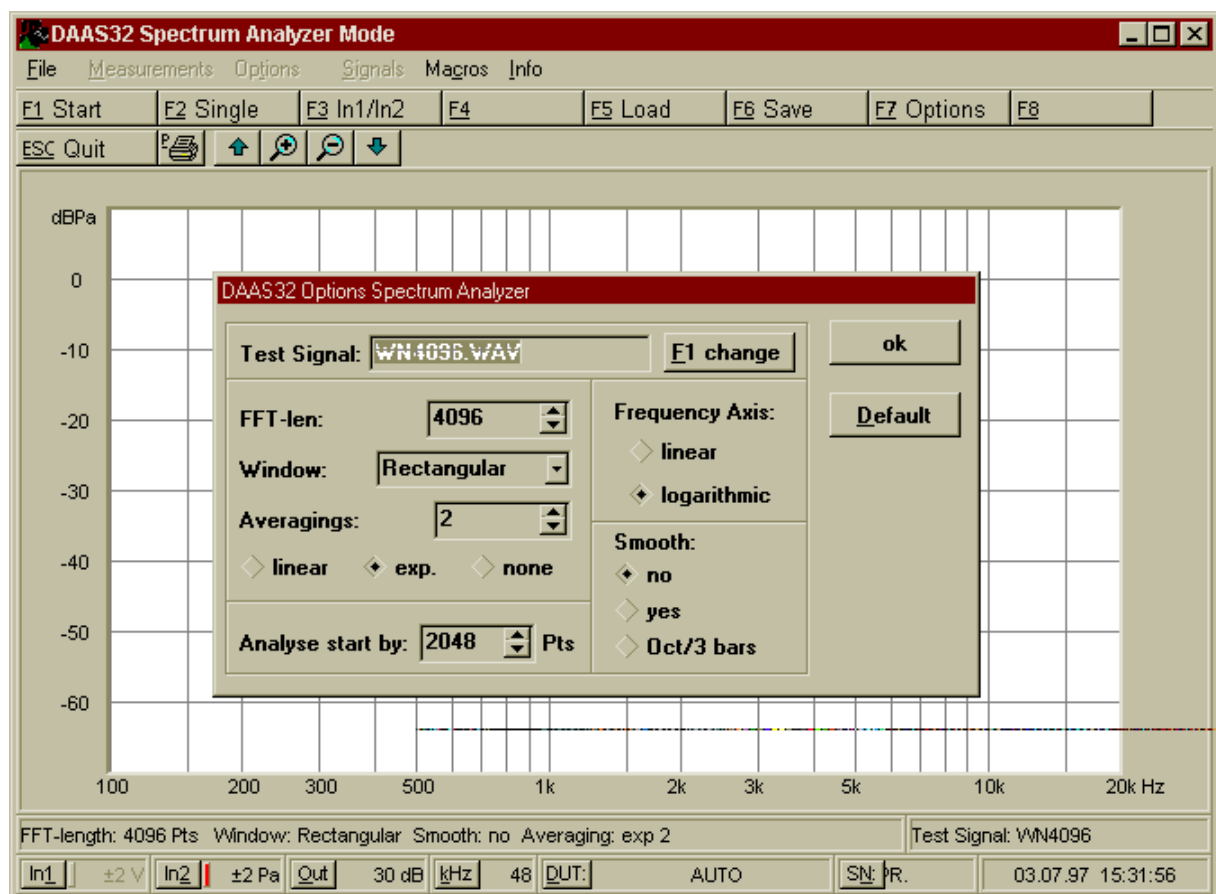 DAAS32 Spectrum Analyzer Mode
File Measurements Options Signals Macros Info
F1 Start F2 Single F3 In1/In2 F4 F5 Load F6 Save F7 Options F8
ESC Quit P
dBPa
0
-10
-20
-30
-40
-50
-60
DAAS32 Options Spectrum Analyzer
Test Signal: WN4096.WAV F1 change
ok
Default
FFT-len: 4096
Window: Rectangular
Averagings: 2
linear exp. none
Analyse start by: 2048 Pts
Frequency Axis:
linear
logarithmic
Smooth:
no
yes
Oct/3 bars
100 200 300 500 1k 2k 3k 5k 10k 20k Hz
FFT-length: 4096 Pts Window: Rectangular Smooth: no Averaging: exp 2 Test Signal: WN4096
In1 ±2 V In2 ±2 Pa Out 30 dB kHz 48 DUT: AUTO SN: PR. 03.07.97 15:31:56